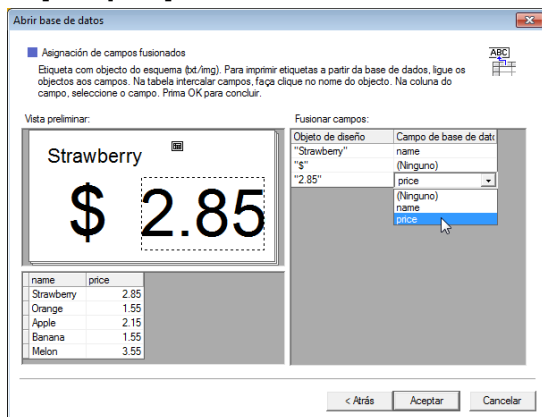 Abrir base de datos
Asignación de campos fusionados
ABC
Etiqueta com objecto do esquema (txt/img). Para imprimir etiquetas a partir da base de dados, ligue os
objectos aos campos. Na tabela intercalar campos, faça clique no nome do objecto. Na coluna do
campo, seleccione o campo. Prima OK para concluir.
Vista preliminar:
Strawberry
$ 2.85
name price
Strawberry 2.85
Orange 1.55
Apple 2.15
Banana 1.55
Melon 3.55
Fusionar campos:
Objeto de diseño Campo de base de dato
"Strawberry" name
"$" (Ninguno)
"2.85" price
(Ninguno)
name
price
< Atrás Aceptar Cancelar